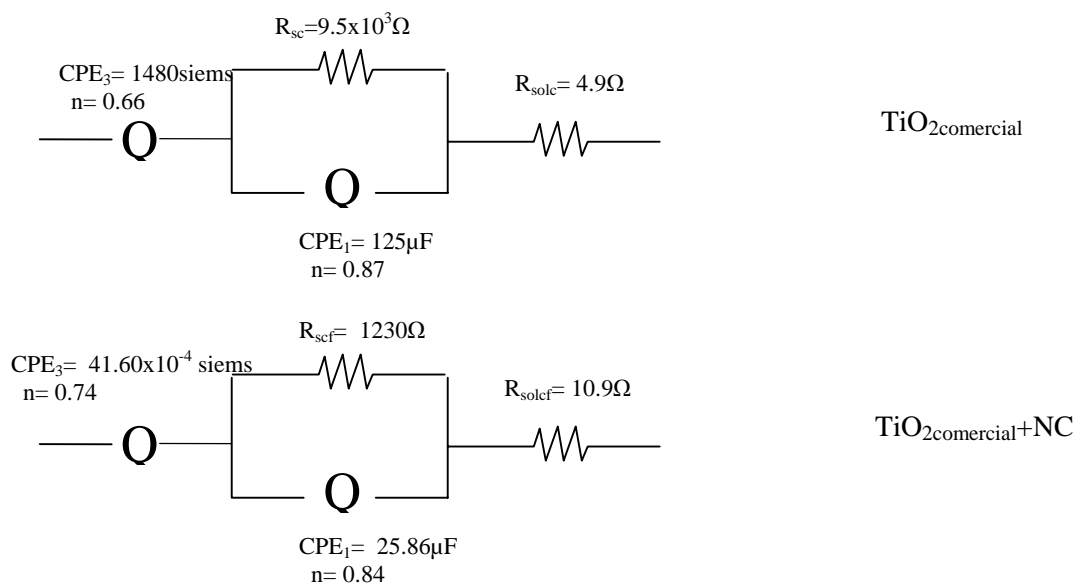 R_sc=9.5x10^3Ω
CPE_3= 1480siems
n= 0.66
R_solc= 4.9Ω
TiO_2comercial
Q
Q
CPE_1= 125µF
n= 0.87
R_scf= 1230Ω
CPE_3= 41.60x10^-4 siems
n= 0.74
R_solcf= 10.9Ω
TiO_2comercial+NC
Q
Q
CPE_1= 25.86µF
n= 0.84